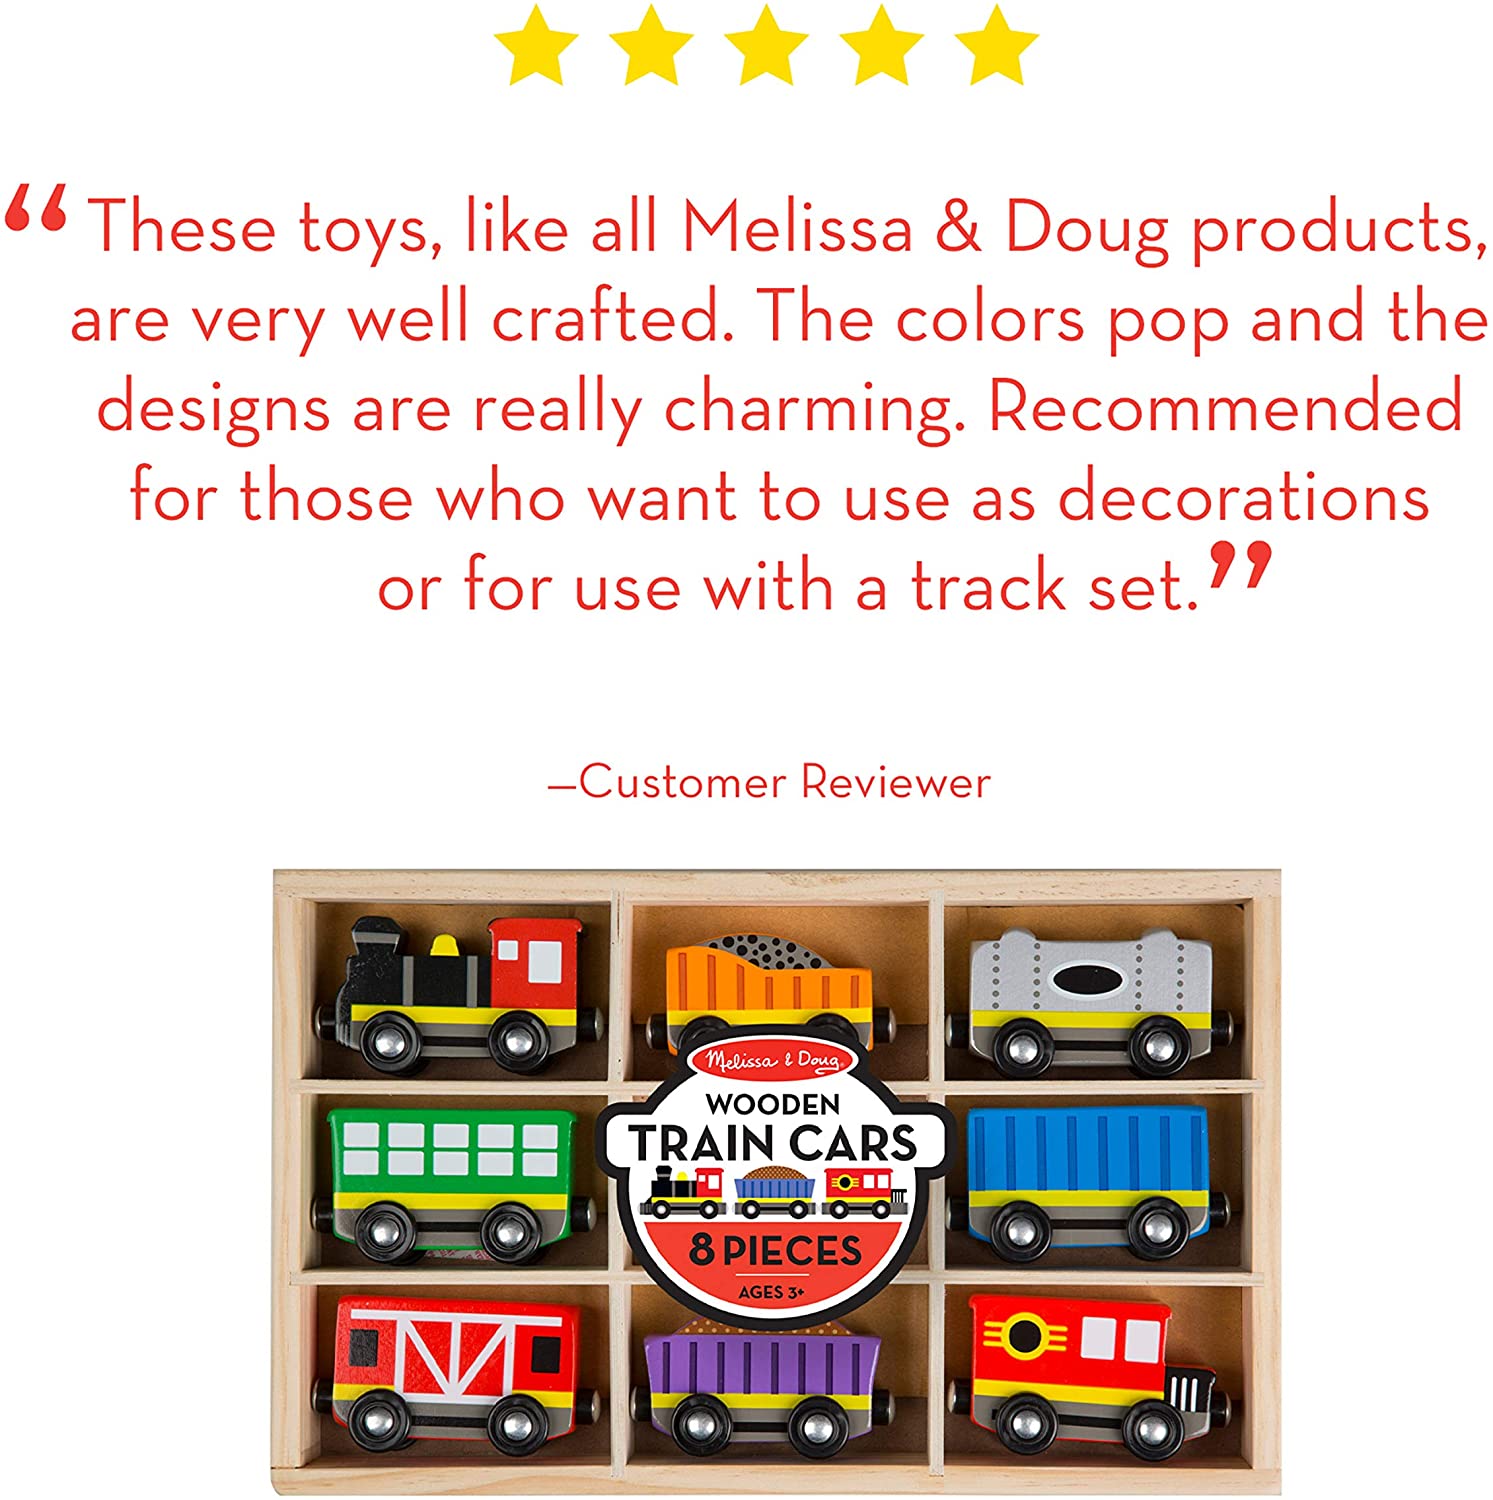 “These toys, like all Melissa & Doug products,
are very well crafted. The colors pop and the
designs are really charming. Recommended
for those who want to use as decorations
or for use with a track set.”
—Customer Reviewer
Melissa & Doug®
WOODEN
TRAIN CARS
8 PIECES
AGES 3+